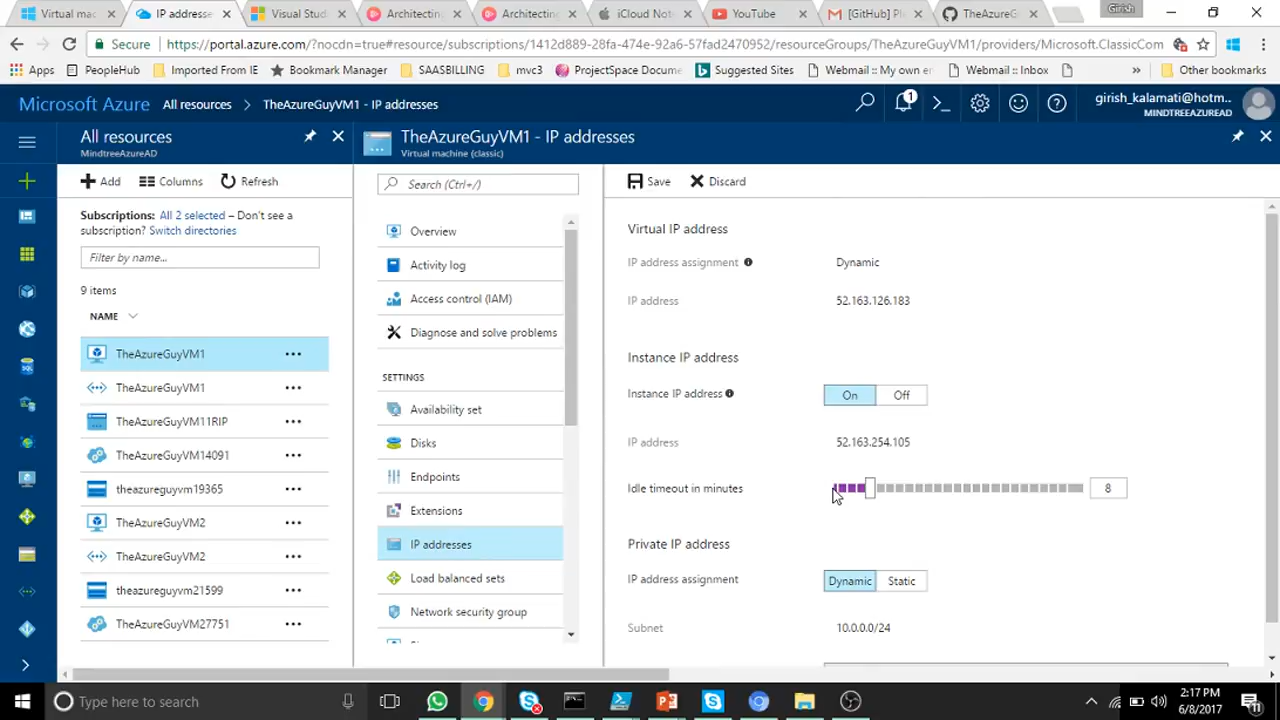 Virtual mac
IP addresse
Visual Stud
Architecting
Architecting
iCloud Note
YouTube
[GitHub] Pl
TheAzureGu
Girish
Secure
https://portal.azure.com/?nocdn=true#resource/subscriptions/1412d889-28fa-474e-92a6-57fad2470952/resourceGroups/TheAzureGuyVM1/providers/Microsoft.ClassicCom
Apps
PeopleHub
Imported From IE
Bookmark Manager
SAASBILLING
mvc3
ProjectSpace Docume
Suggested Sites
Webmail :: My own em
Webmail :: Inbox
Other bookmarks
Microsoft Azure
All resources > TheAzureGuyVM1 - IP addresses
1
girish_kalamati@hotm...
MINDTREEAZUREAD
All resources
MindtreeAzureAD
Add
Columns
Refresh
Subscriptions: All 2 selected – Don't see a
subscription? Switch directories
Filter by name...
9 items
NAME
TheAzureGuyVM1
TheAzureGuyVM1
TheAzureGuyVM11RIP
TheAzureGuyVM14091
theazureguyvm19365
TheAzureGuyVM2
TheAzureGuyVM2
theazureguyvm21599
TheAzureGuyVM27751
TheAzureGuyVM1 - IP addresses
Virtual machine (classic)
Search (Ctrl+/)
Overview
Activity log
Access control (IAM)
Diagnose and solve problems
SETTINGS
Availability set
Disks
Endpoints
Extensions
IP addresses
Load balanced sets
Network security group
Save
Discard
Virtual IP address
IP address assignment
Dynamic
IP address
52.163.126.183
Instance IP address
Instance IP address
On
Off
IP address
52.163.254.105
Idle timeout in minutes
8
Private IP address
IP address assignment
Dynamic
Static
Subnet
10.0.0.0/24
Type here to search
2:17 PM
6/8/2017
11